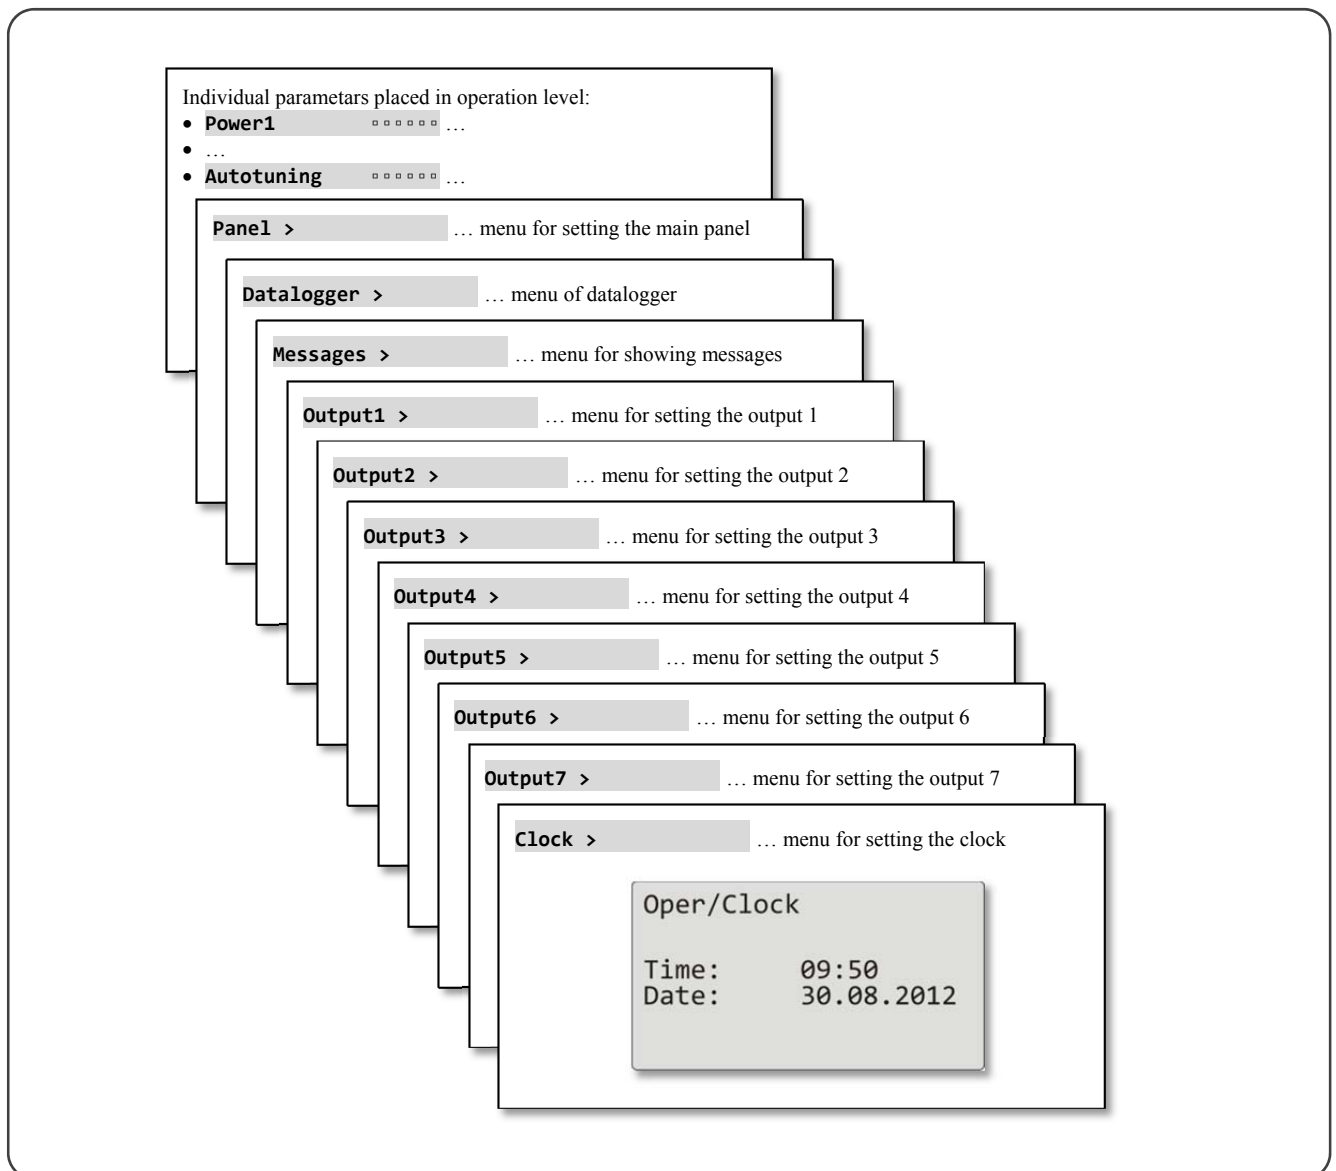 Individual parametars placed in operation level:
• Power1 ▫▫▫▫▫▫ …
• …
• Autotuning ▫▫▫▫▫▫ …
Panel > … menu for setting the main panel
Datalogger > … menu of datalogger
Messages > … menu for showing messages
Output1 > … menu for setting the output 1
Output2 > … menu for setting the output 2
Output3 > … menu for setting the output 3
Output4 > … menu for setting the output 4
Output5 > … menu for setting the output 5
Output6 > … menu for setting the output 6
Output7 > … menu for setting the output 7
Clock > … menu for setting the clock
Oper/Clock
Time: 09:50
Date: 30.08.2012